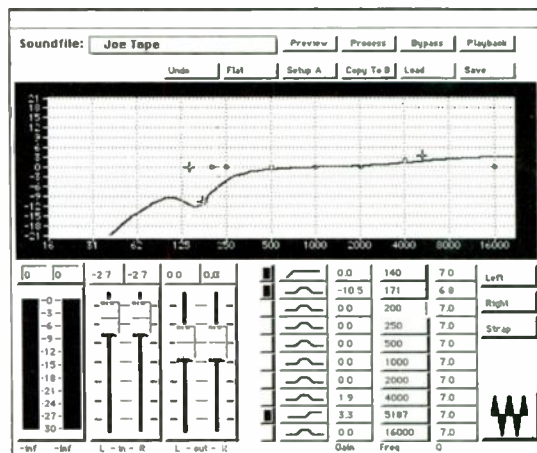 Soundfile: Joe Tape Preview Process Bypass Playback
Undo Flat Setup A Copy To B Load Save
16 31 62 125 250 500 1000 2000 4000 8000 16000
0 0 -2.7 -2.7 0.0 0.0
0.0 140 7.0 Left
-10.5 171 6.8
0.0 200 7.0 Right
0.0 250 7.0 Strap
0.0 500 7.0
0.0 1000 7.0
0.0 2000 7.0
1.9 4000 7.0
3.3 5187 7.0
0.0 16000 7.0
-0-
-3-
-6-
-9-
-12-
-15-
-18-
-21-
-24-
-27-
30-
-Inf -Inf L - in - R L - out - R Gain Freq Q